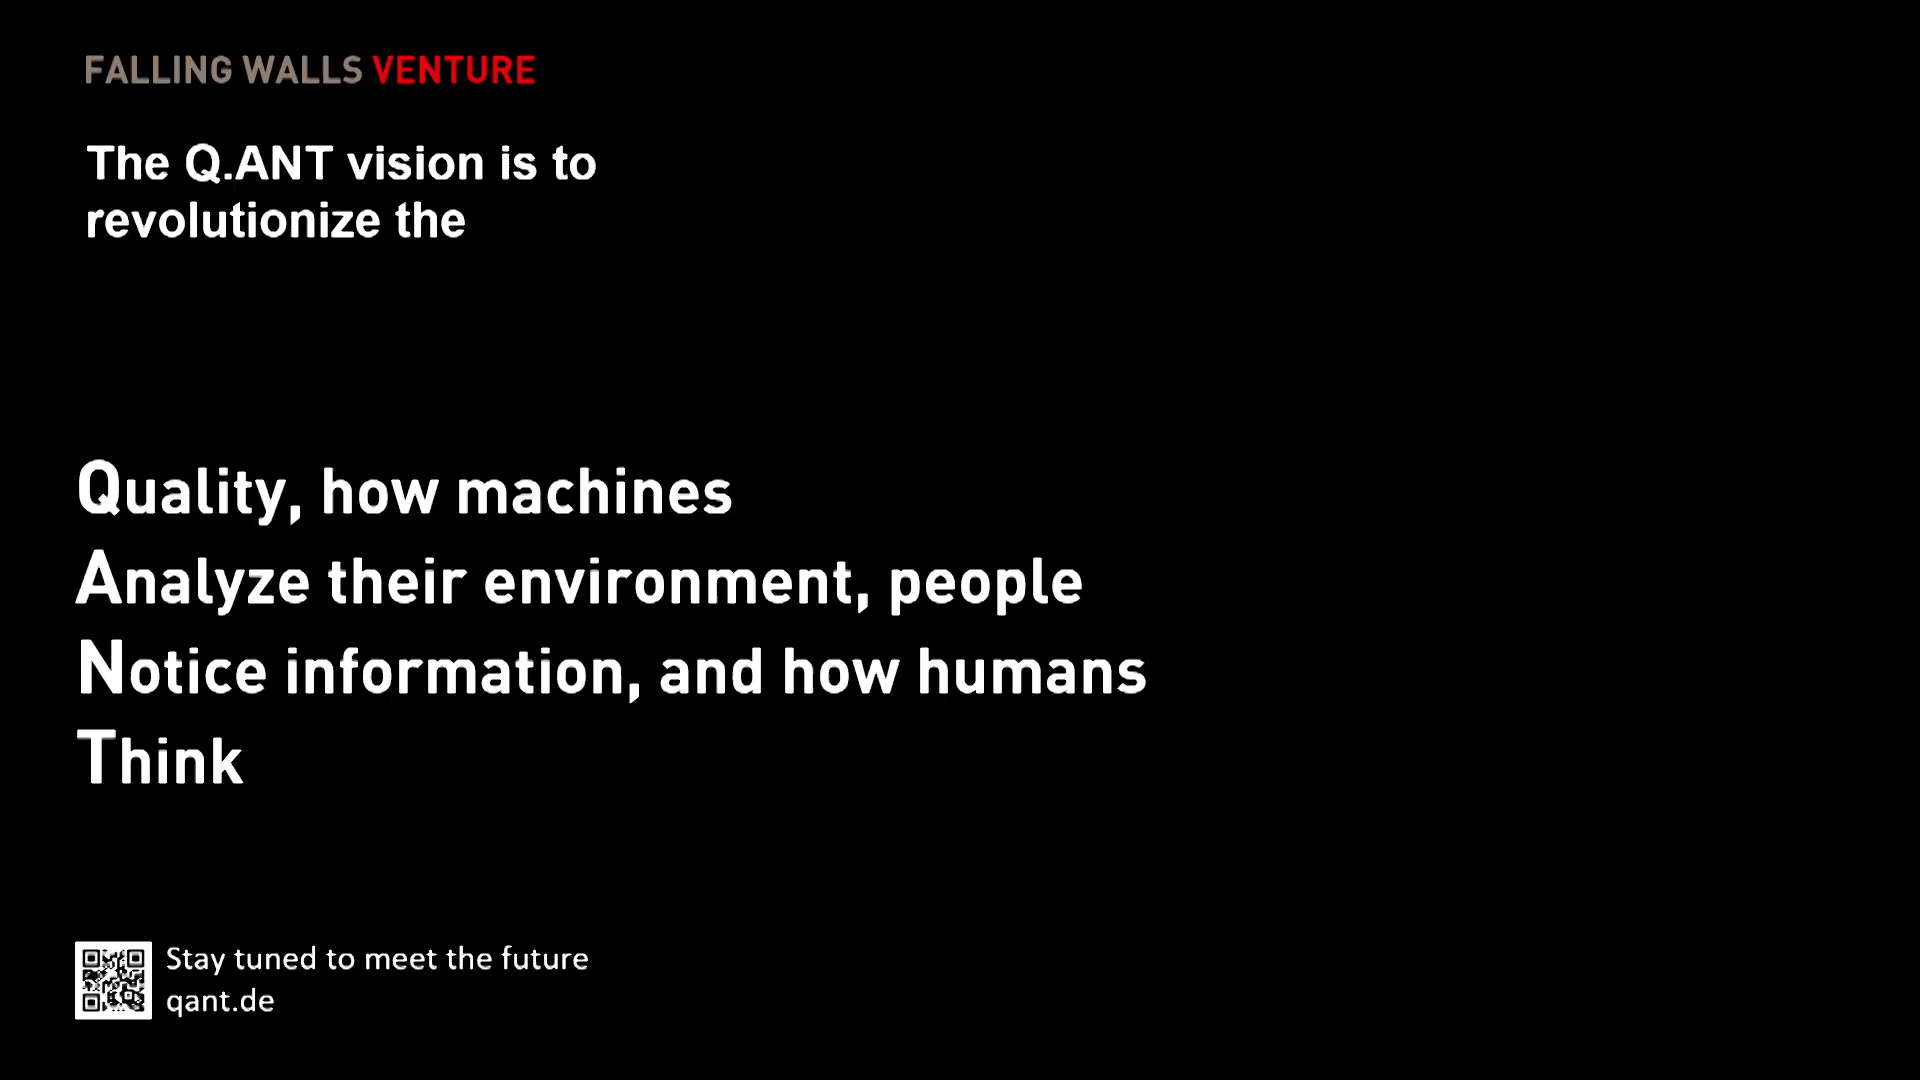 FALLING WALLS VENTURE
The Q.ANT vision is to
revolutionize the
Quality, how machines
Analyze their environment, people
Notice information, and how humans
Think
Stay tuned to meet the future
qant.de